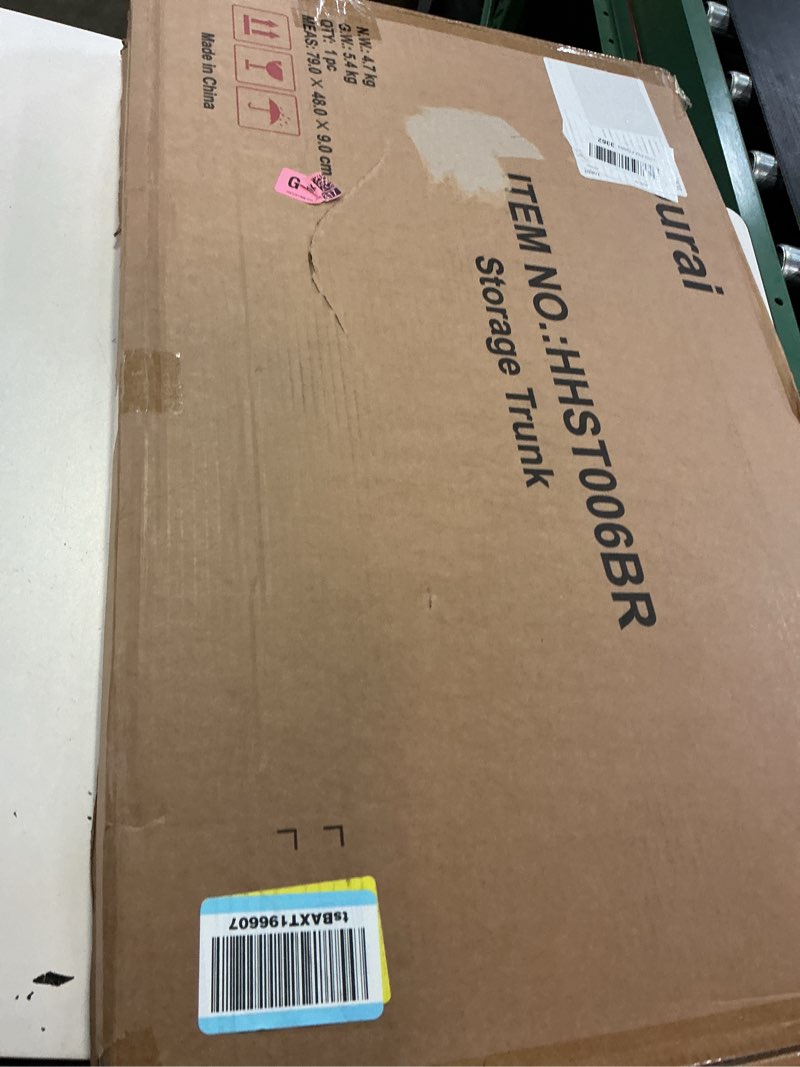 urai
ITEM NO.:HHST006BR
Storage Trunk
N.W: 4.7 kg
G.W: 5.4 kg
QTY: 1 pc
MEAS: 79.0 X 48.0 X 9.0 cm
Made in China
G
3362
tsBAXT196607